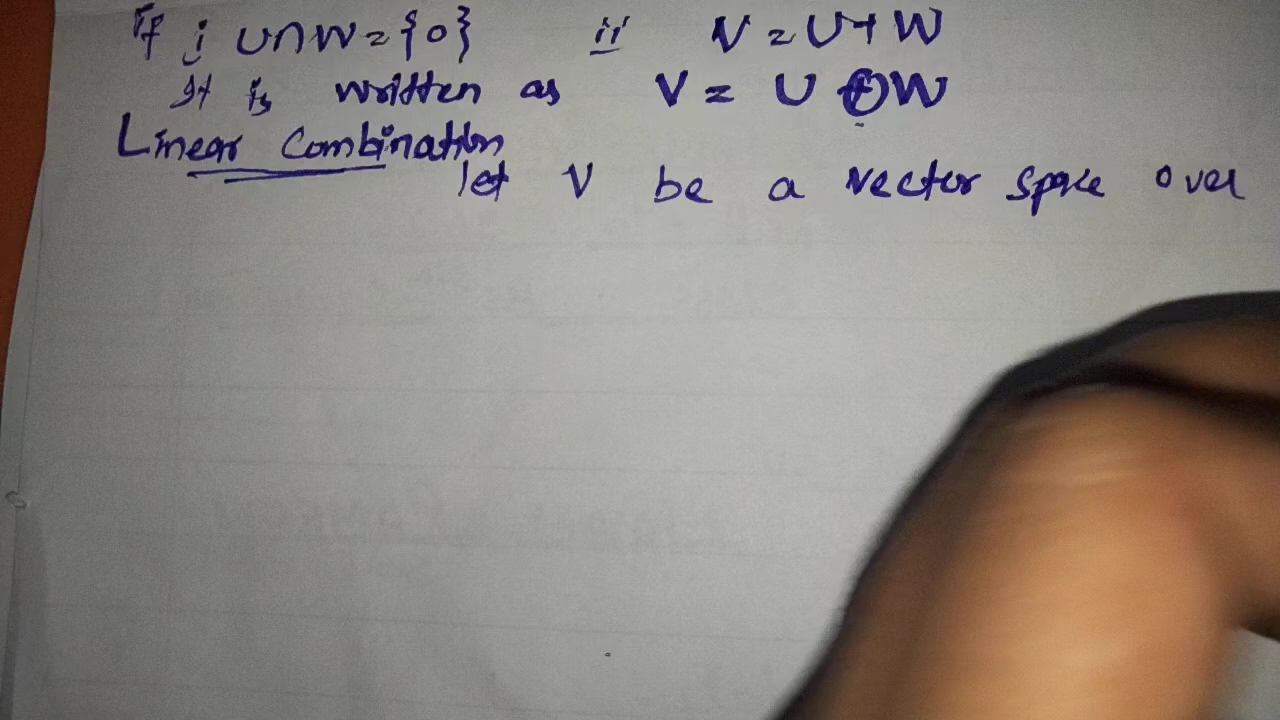 If i U∩W={0} ii V=U+W
It is written as V= U ⊕W
Linear Combination
let V be a vector space over